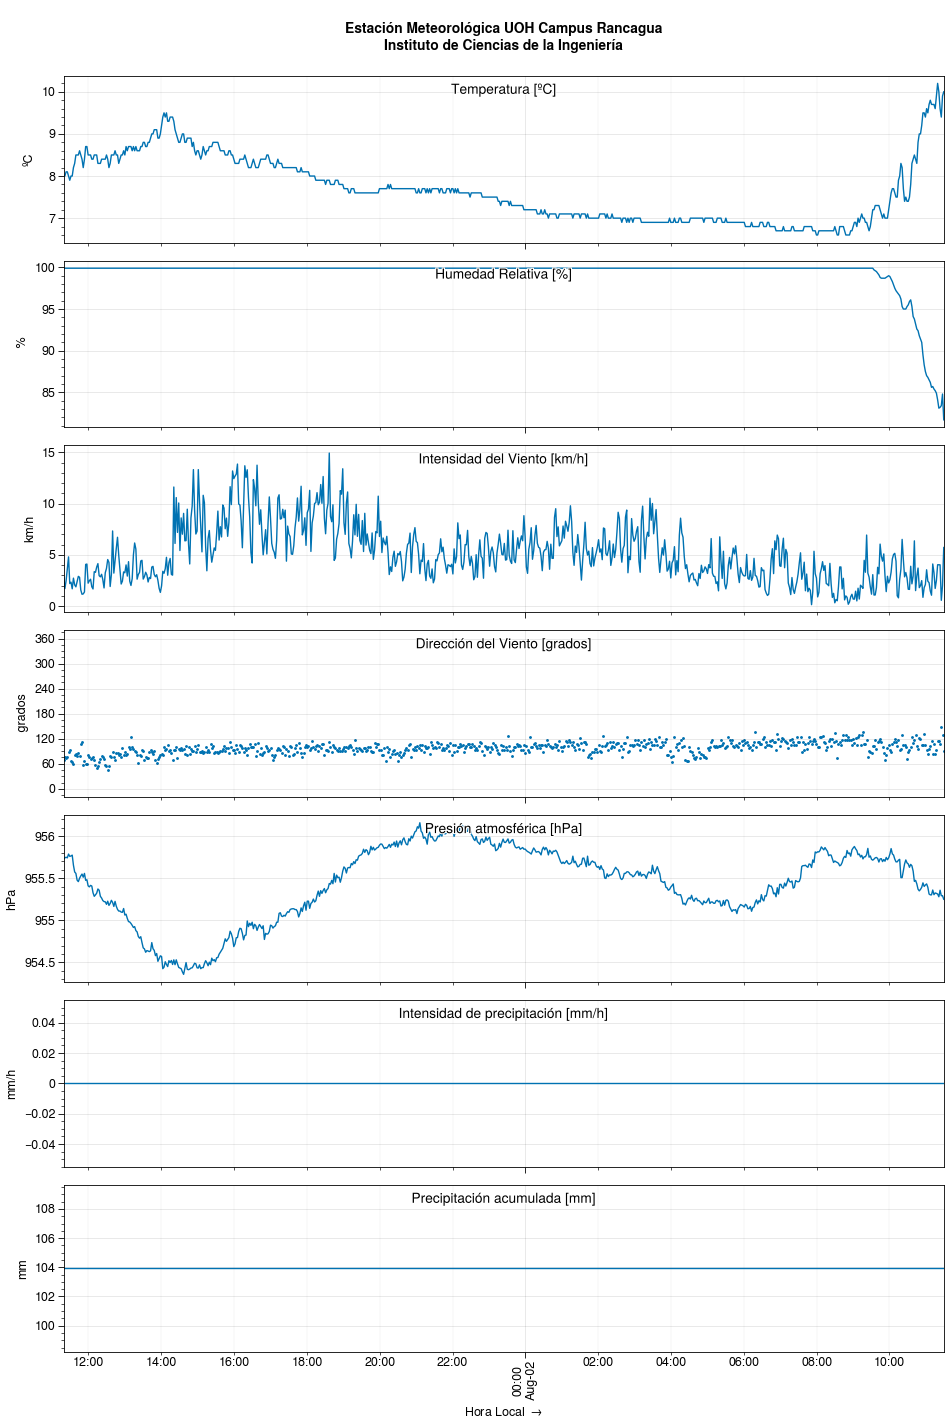 Estación Meteorológica UOH Campus Rancagua
Instituto de Ciencias de la Ingeniería
Temperatura [ºC]
10
9
8
7
ºC
Humedad Relativa [%]
100
95
90
85
%
Intensidad del Viento [km/h]
15
10
5
0
km/h
Dirección del Viento [grados]
360
300
240
180
120
60
0
grados
Presión atmosférica [hPa]
956
955.5
955
954.5
hPa
Intensidad de precipitación [mm/h]
0.04
0.02
0
−0.02
−0.04
mm/h
Precipitación acumulada [mm]
108
106
104
102
100
mm
12:00 14:00 16:00 18:00 20:00 22:00 00:00 02:00 04:00 06:00 08:00 10:00
Aug-02
Hora Local →